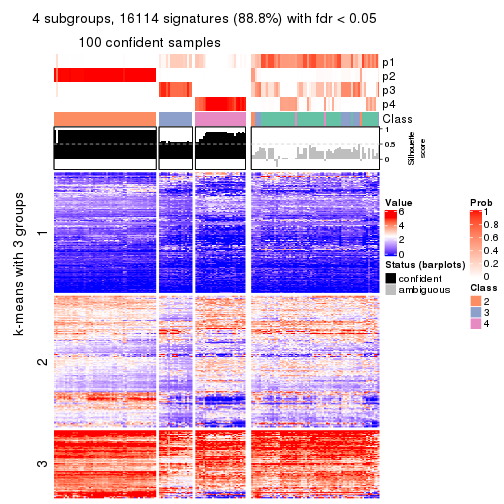 4 subgroups, 16114 signatures (88.8%) with fdr < 0.05
100 confident samples
p1
p2
p3
p4
Class
1
0.5
0
Silhouette
score
k-means with 3 groups
1
2
3
Value
6
4
2
0
Status (barplots)
confident
ambiguous
Prob
1
0.8
0.6
0.4
0.2
0
Class
2
3
4